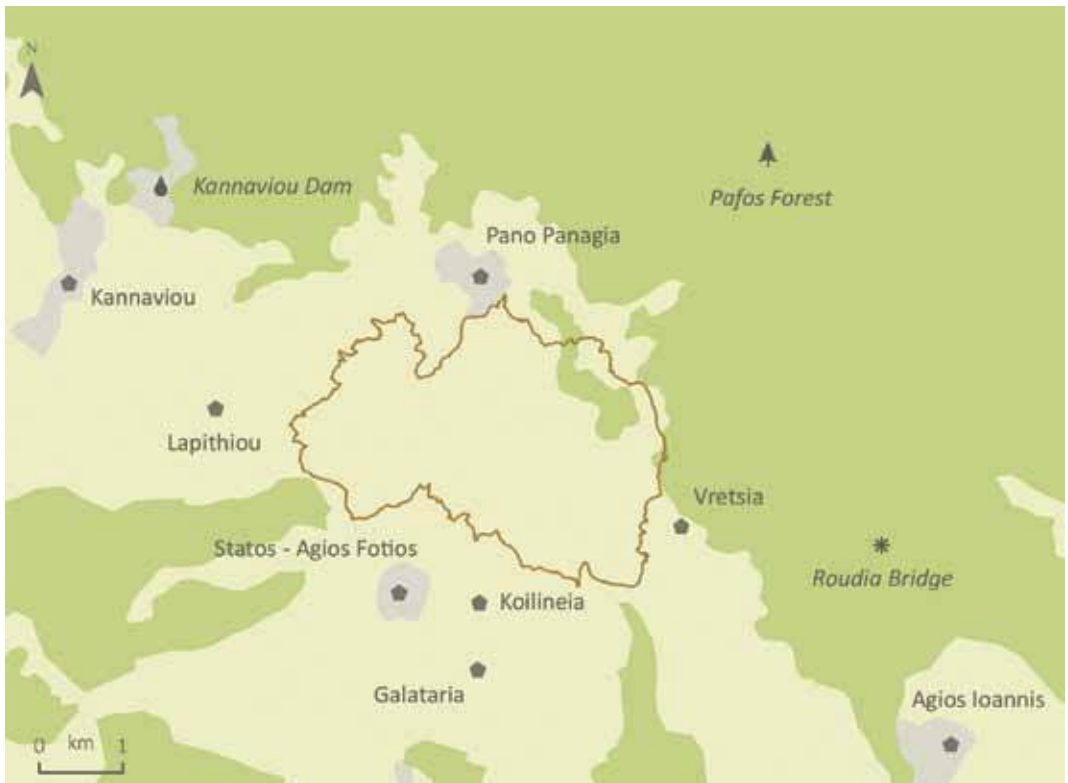 N
Kannaviou Dam
Pafos Forest
Pano Panagia
Kannaviou
Lapithiou
Vretsia
Statos - Agios Fotios
Roudia Bridge
Koilineia
Galataria
Agios Ioannis
0 km 1